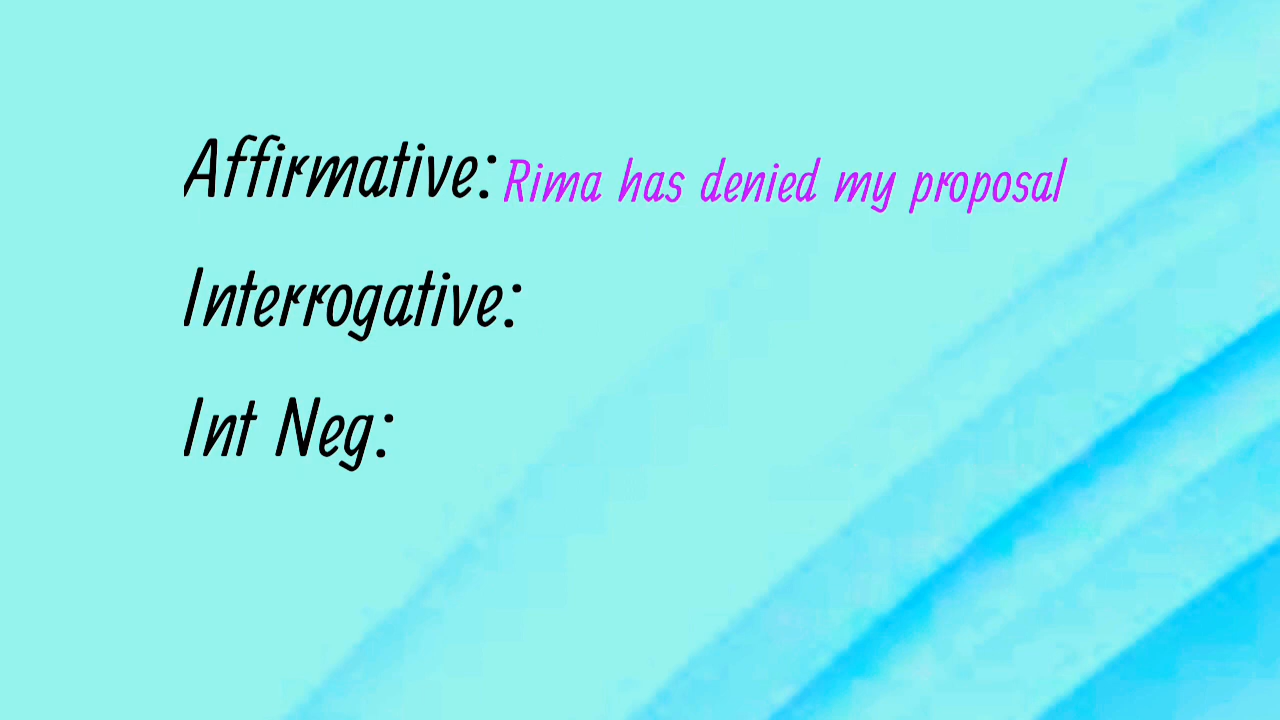 Affirmative: Rima has denied my proposal
Interrogative:
Int Neg: